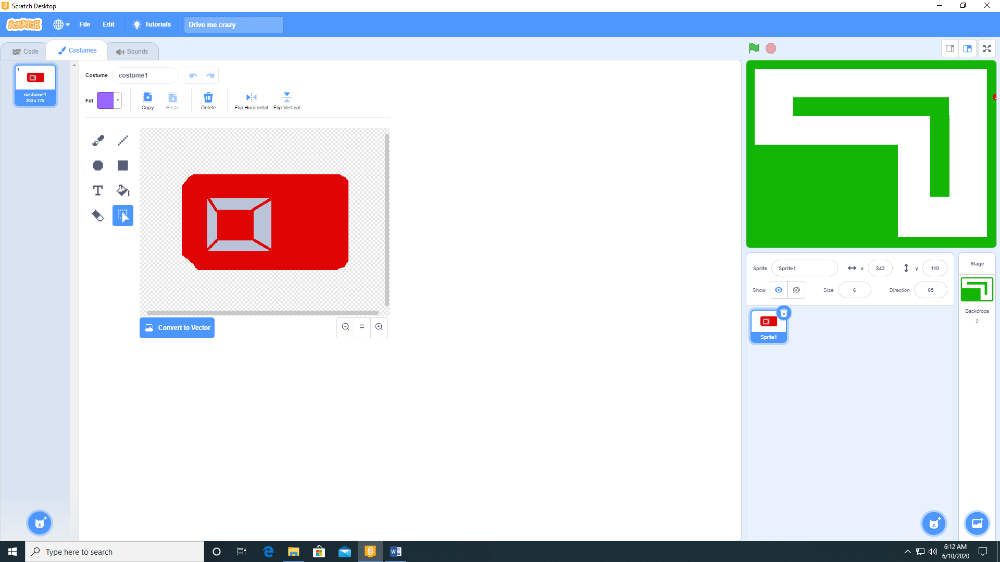 Scratch Desktop
SCRATCH
File
Edit
Tutorials
Drive me crazy
Code
Costumes
Sounds
1
costume1
303 x 175
Costume
costume1
Fill
Copy
Paste
Delete
Flip Horizontal
Flip Vertical
Convert to Vector
Sprite
Sprite1
x
243
y
110
Show
Size
6
Direction
85
Sprite1
Stage
Backdrops
2
Type here to search
6:12 AM
6/10/2020